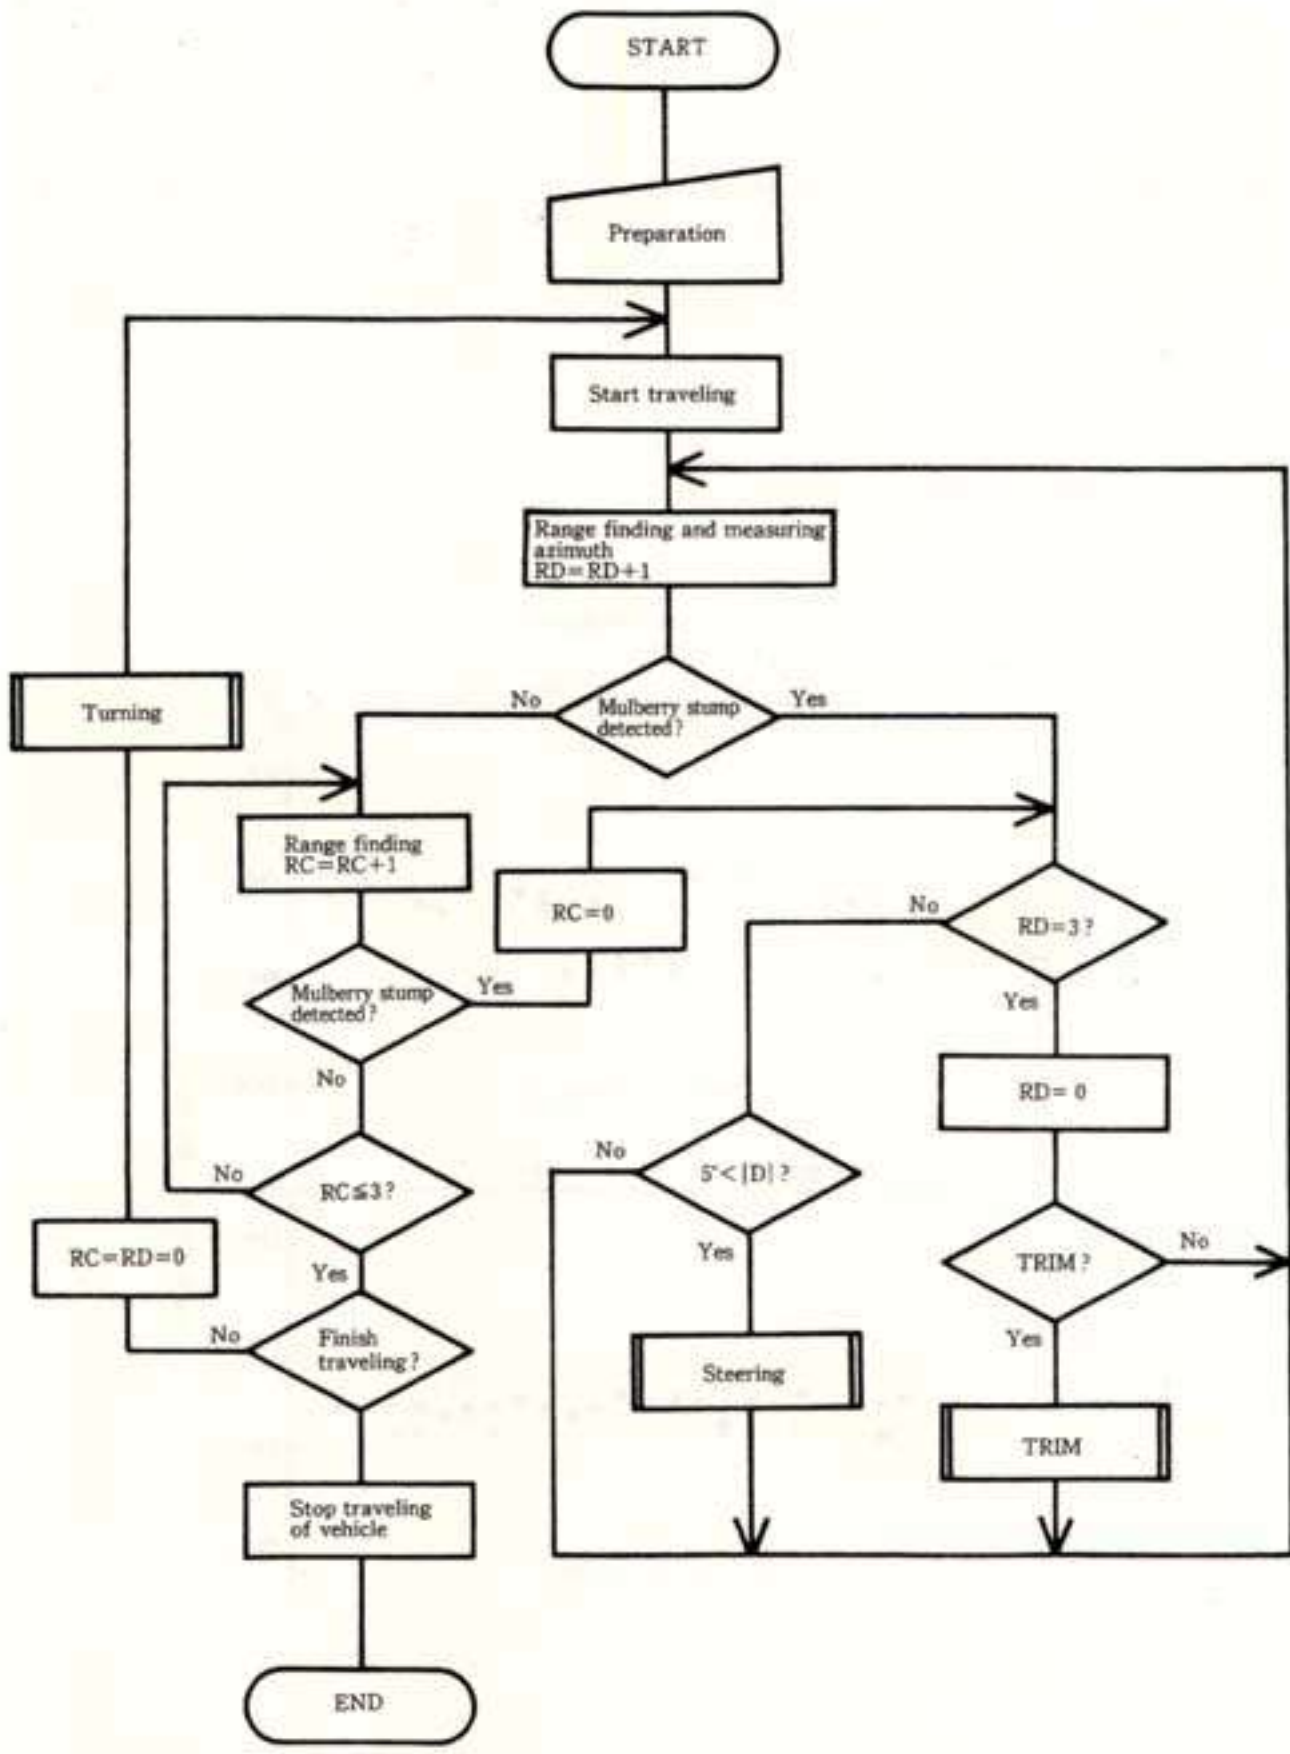 START
Preparation
Start traveling
Range finding and measuring
azimuth
RD=RD+1
Turning
No
Mulberry stump
detected?
Yes
Range finding
RC=RC+1
RC=0
No
RD=3?
Mulberry stump
detected?
Yes
Yes
No
RD= 0
No
RC≦3?
No
5°<|D|?
RC=RD=0
Yes
Yes
TRIM?
No
No
Finish
traveling?
Steering
Yes
TRIM
Stop traveling
of vehicle
END